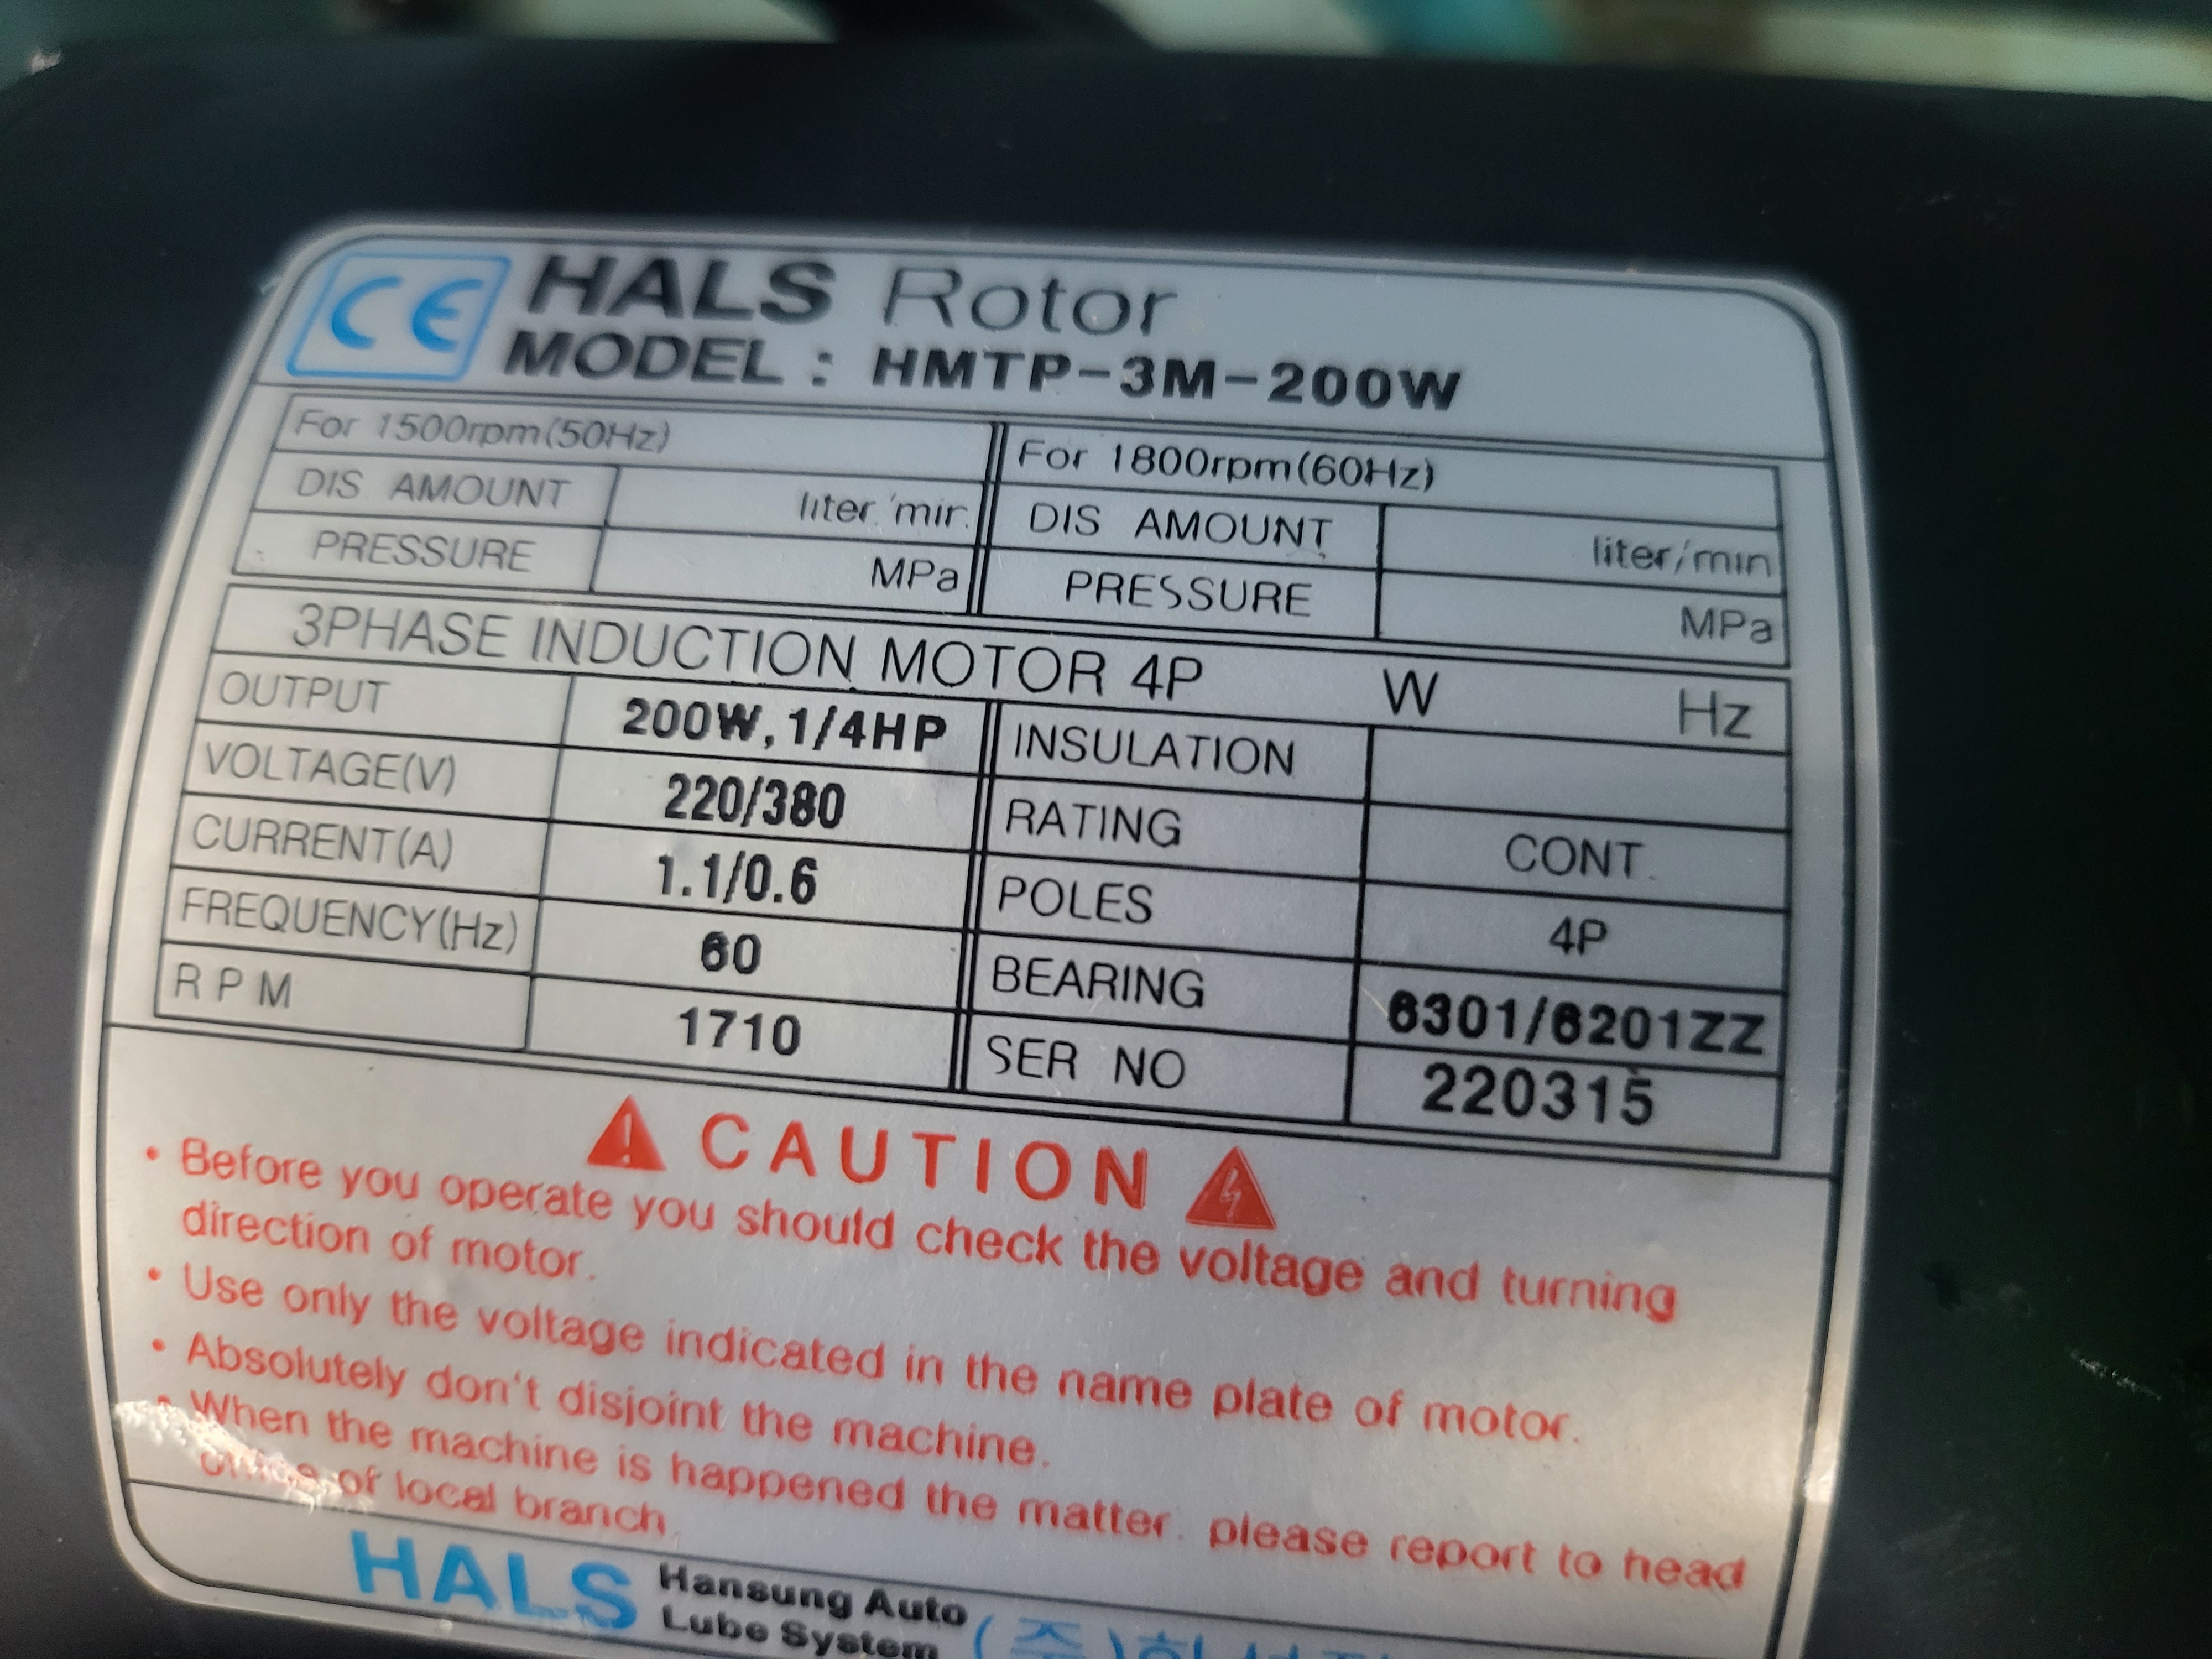 CE HALS Rotor
MODEL : HMTP-3M-200W
For 1500rpm(50Hz) For 1800rpm(60Hz)
DIS AMOUNT liter/min DIS AMOUNT liter/min
PRESSURE MPa PRESSURE MPa
3PHASE INDUCTION MOTOR 4P W Hz
OUTPUT 200W,1/4HP INSULATION
VOLTAGE(V) 220/380 RATING CONT.
CURRENT(A) 1.1/0.6 POLES 4P
FREQUENCY(Hz) 60 BEARING 6301/6201ZZ
R P M 1710 SER NO 220315
CAUTION
• Before you operate you should check the voltage and turning
direction of motor.
• Use only the voltage indicated in the name plate of motor.
• Absolutely don't disjoint the machine.
• When the machine is happened the matter. please report to head
office of local branch.
HALS Hansung Auto
Lube System (주)한성